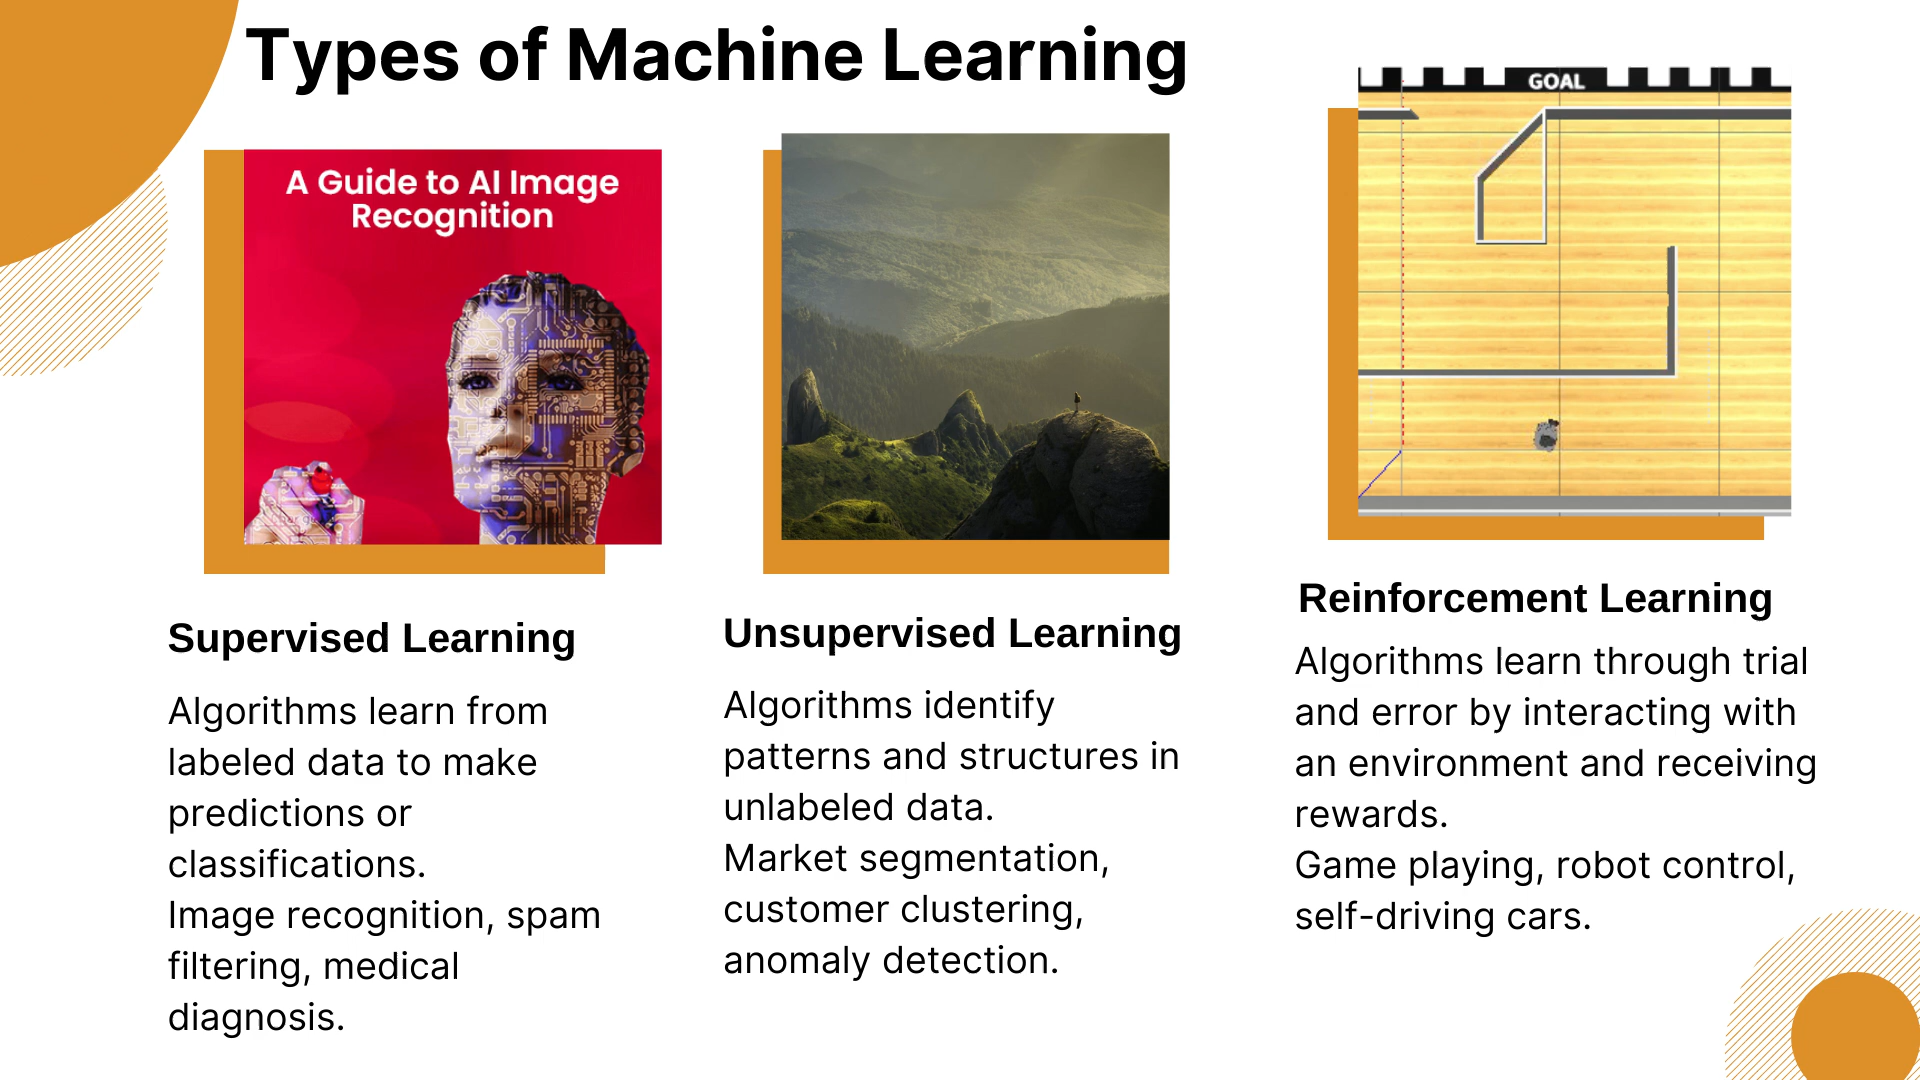 Types of Machine Learning
A Guide to AI Image
Recognition
Supervised Learning
Algorithms learn from
labeled data to make
predictions or
classifications.
Image recognition, spam
filtering, medical
diagnosis.
Unsupervised Learning
Algorithms identify
patterns and structures in
unlabeled data.
Market segmentation,
customer clustering,
anomaly detection.
GOAL
Reinforcement Learning
Algorithms learn through trial
and error by interacting with
an environment and receiving
rewards.
Game playing, robot control,
self-driving cars.